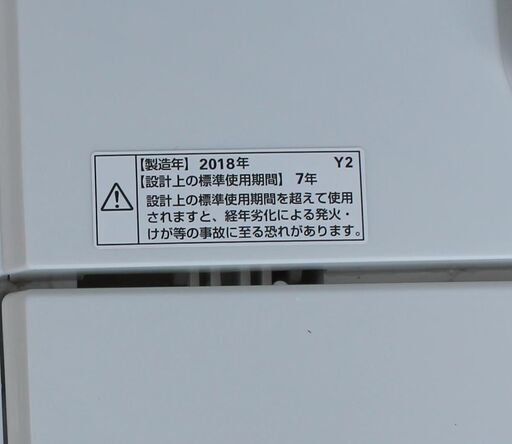 【製造年】 2018年 Y2
【設計上の標準使用期間】 7年
設計上の標準使用期間を超えて使用
されますと、経年劣化による発火・
けが等の事故に至る恐れがあります。